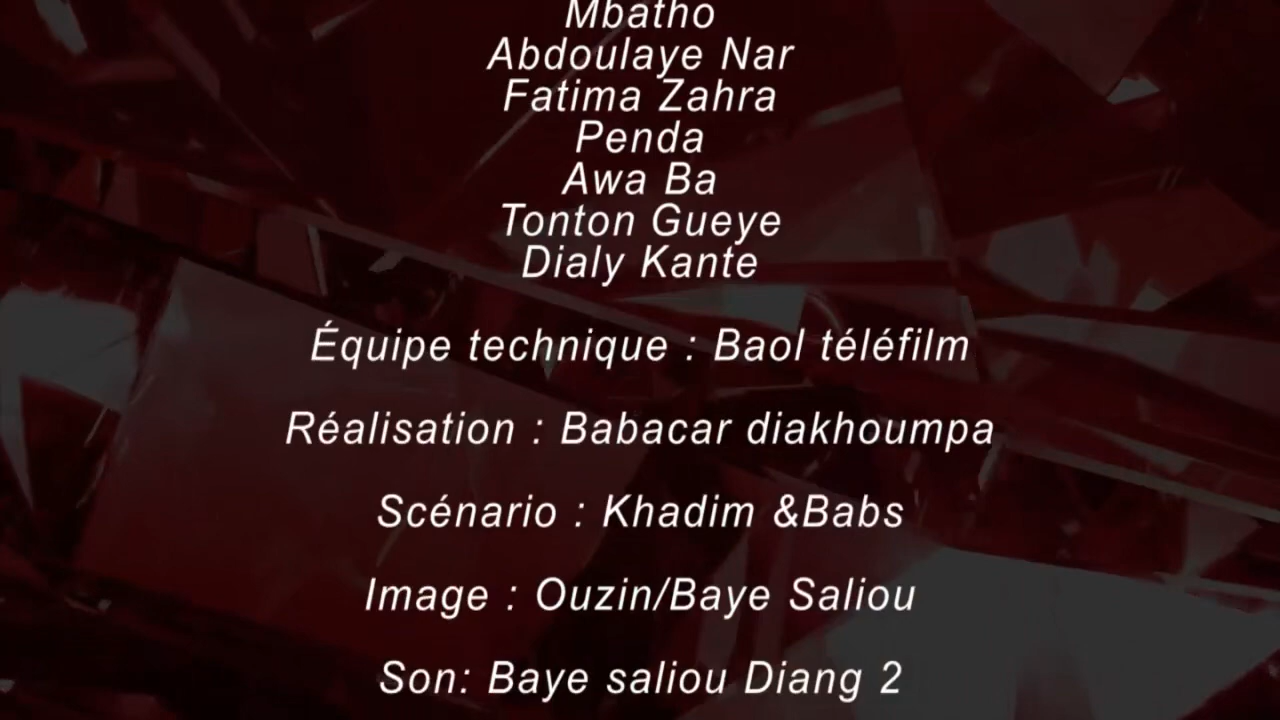 Mbatho
Abdoulaye Nar
Fatima Zahra
Penda
Awa Ba
Tonton Gueye
Dialy Kante
Équipe technique : Baol téléfilm
Réalisation : Babacar diakhoumpa
Scénario : Khadim &Babs
Image : Ouzin/Baye Saliou
Son: Baye saliou Diang 2